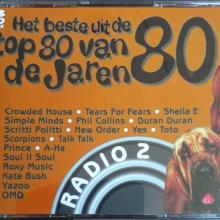 Het beste uit de
top 80 van
de jaren 80
Crowded House • Tears For Fears • Sheila E
Simple Minds • Phil Collins • Duran Duran
Scritti Politti • New Order • Yes • Toto
Scorpions • Talk Talk
Prince • A-Ha
Soul II Soul
Roxy Music
Kate Bush
Yazoo
OMD
RADIO 2